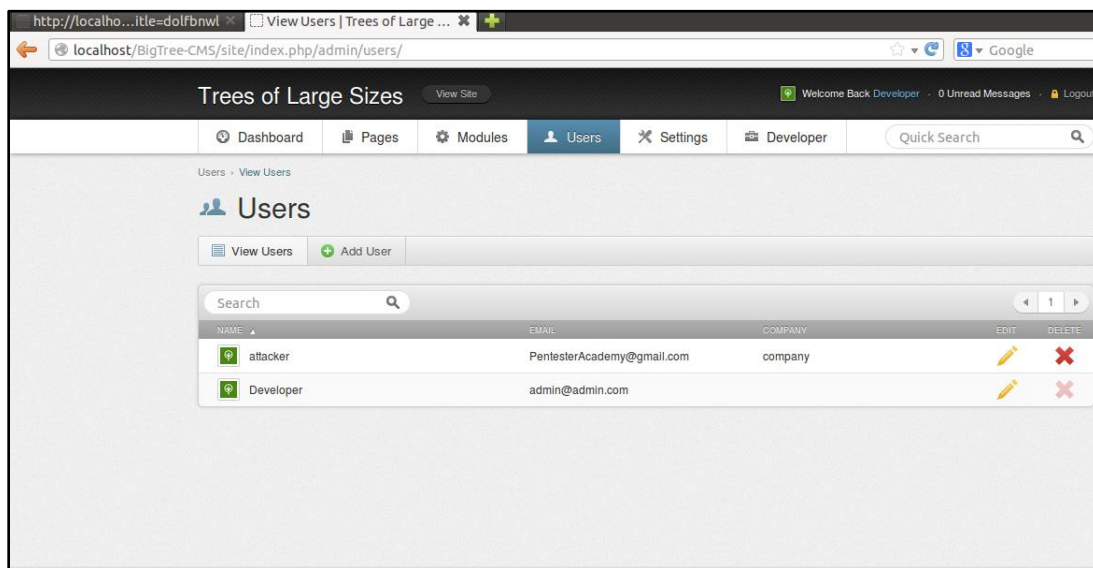 http://localho...itle=dolfbnwl
View Users | Trees of Large ...
localhost/BigTree-CMS/site/index.php/admin/users/
Google
Trees of Large Sizes
View Site
Welcome Back Developer · 0 Unread Messages · Logout
Dashboard
Pages
Modules
Users
Settings
Developer
Quick Search
Users › View Users
Users
View Users
Add User
Search
1
NAME EMAIL COMPANY EDIT DELETE
attacker PentesterAcademy@gmail.com company
Developer admin@admin.com